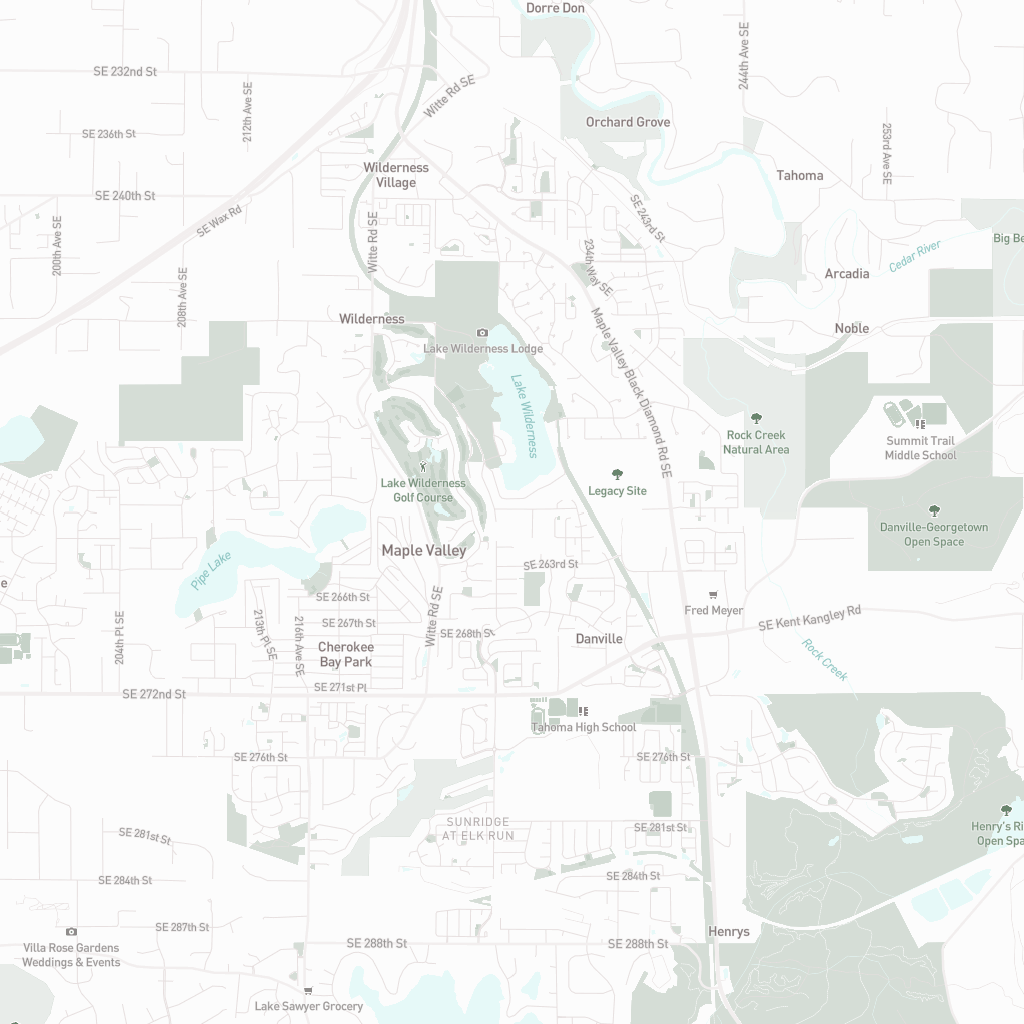 Dorre Don
SE 232nd St
244th Ave SE
212th Ave SE
Witte Rd SE
Orchard Grove
SE 236th St
253rd Ave SE
Wilderness
Village
Tahoma
SE 240th St
SE Wax Rd
SE 243rd St
200th Ave SE
Witte Rd SE
234th Way SE
Cedar River
Big Be
208th Ave SE
Arcadia
Wilderness
Noble
Lake Wilderness Lodge
Maple Valley Black Diamond Rd SE
Lake Wilderness
Rock Creek
Natural Area
Summit Trail
Middle School
Lake Wilderness
Golf Course
Legacy Site
Danville-Georgetown
Open Space
Maple Valley
Pipe Lake
SE 263rd St
e
SE 266th St
Fred Meyer
Witte Rd SE
204th Pl SE
213th Pl SE
216th Ave SE
SE 267th St
SE Kent Kangley Rd
SE 268th St
Danville
Cherokee
Bay Park
Rock Creek
SE 271st Pl
SE 272nd St
Tahoma High School
SE 276th St
SE 276th St
SUNRIDGE
AT ELK RUN
SE 281st St
SE 281st St
Henry's Ri
Open Spa
SE 284th St
SE 284th St
SE 287th St
Henrys
Villa Rose Gardens
Weddings & Events
SE 288th St
SE 288th St
Lake Sawyer Grocery